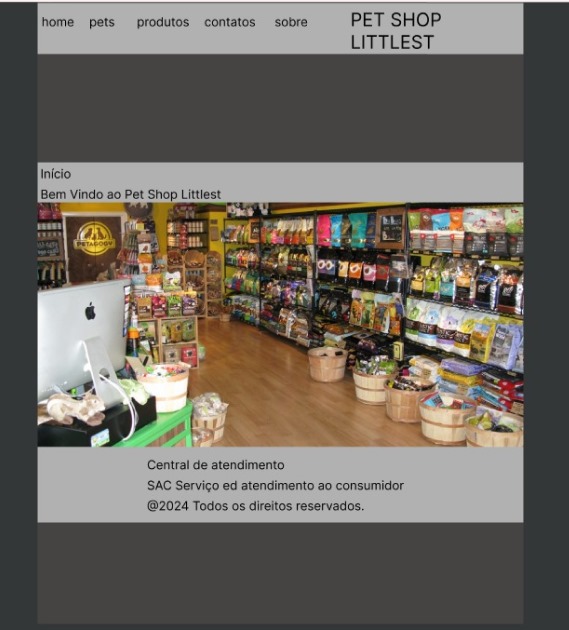 home pets produtos contatos sobre PET SHOP
LITTLEST
Início
Bem Vindo ao Pet Shop Littlest
PETAGOGY
Central de atendimento
SAC Serviço ed atendimento ao consumidor
@2024 Todos os direitos reservados.